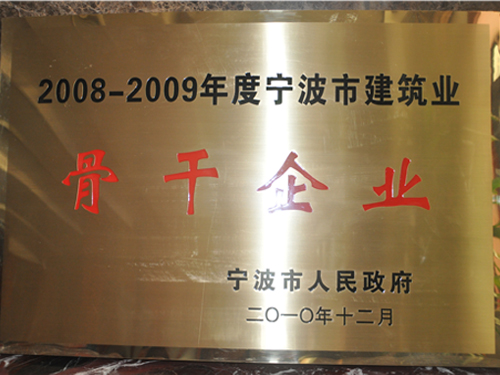 2008-2009年度宁波市建筑业
骨干企业
宁波市人民政府
二〇一〇年十二月